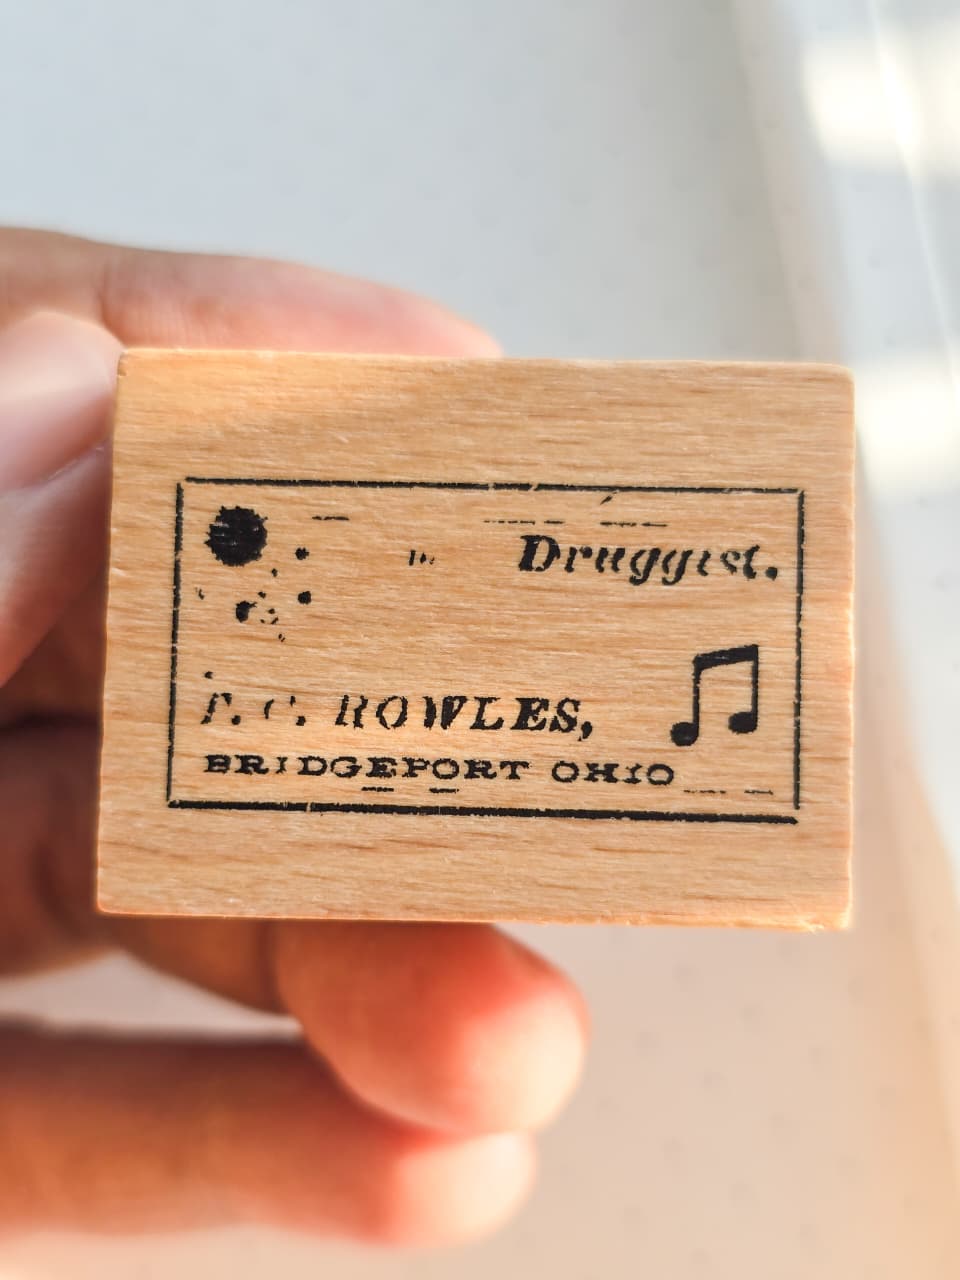 Druggist.
F. C. ROWLES,
BRIDGEPORT OHIO